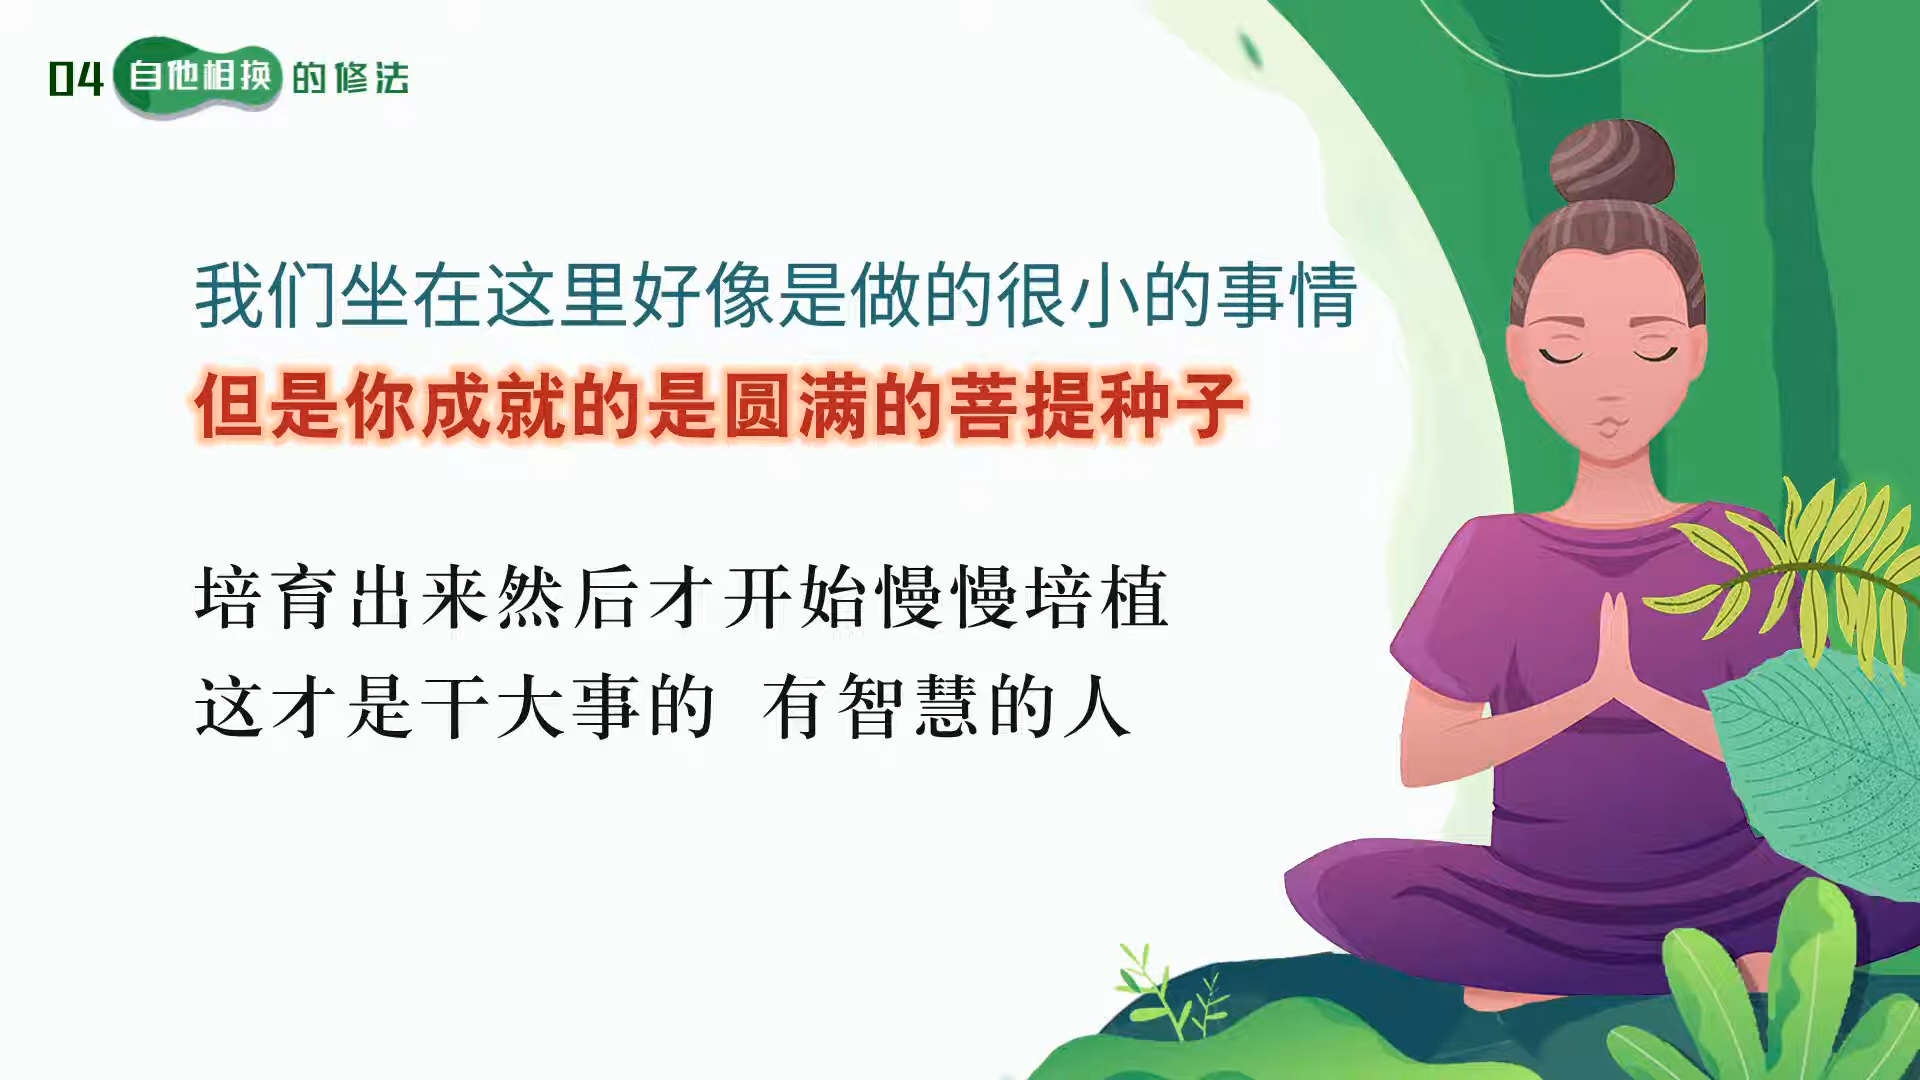 04 自他相换 的修法
我们坐在这里好像是做的很小的事情
但是你成就的是圆满的菩提种子
培育出来然后才开始慢慢培植
这才是干大事的 有智慧的人